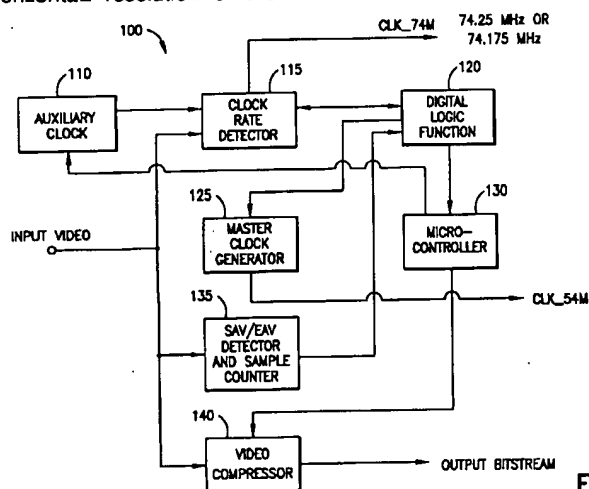 100
CLK_74M
74.25 MHz OR
74.175 MHz
110
AUXILIARY
CLOCK
115
CLOCK
RATE
DETECTOR
120
DIGITAL
LOGIC
FUNCTION
125
MASTER
CLOCK
GENERATOR
130
MICRO-
CONTROLLER
INPUT VIDEO
CLK_54M
135
SAV/EAV
DETECTOR
AND SAMPLE
COUNTER
140
VIDEO
COMPRESSOR
OUTPUT BITSTREAM